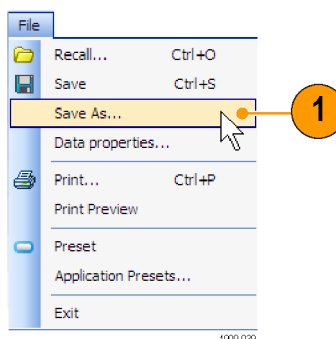 File
Recall... Ctrl+O
Save Ctrl+S
Save As...
1
Data properties...
Print... Ctrl+P
Print Preview
Preset
Application Presets...
Exit